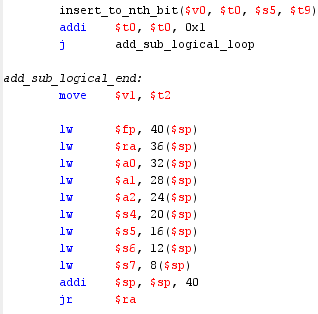 insert_to_nth_bit($v0, $t0, $s5, $t9)
addi $t0, $t0, 0x1
j add_sub_logical_loop
add_sub_logical_end:
move $v1, $t2
lw $fp, 40($sp)
lw $ra, 36($sp)
lw $a0, 32($sp)
lw $a1, 28($sp)
lw $a2, 24($sp)
lw $s4, 20($sp)
lw $s5, 16($sp)
lw $s6, 12($sp)
lw $s7, 8($sp)
addi $sp, $sp, 40
jr $ra